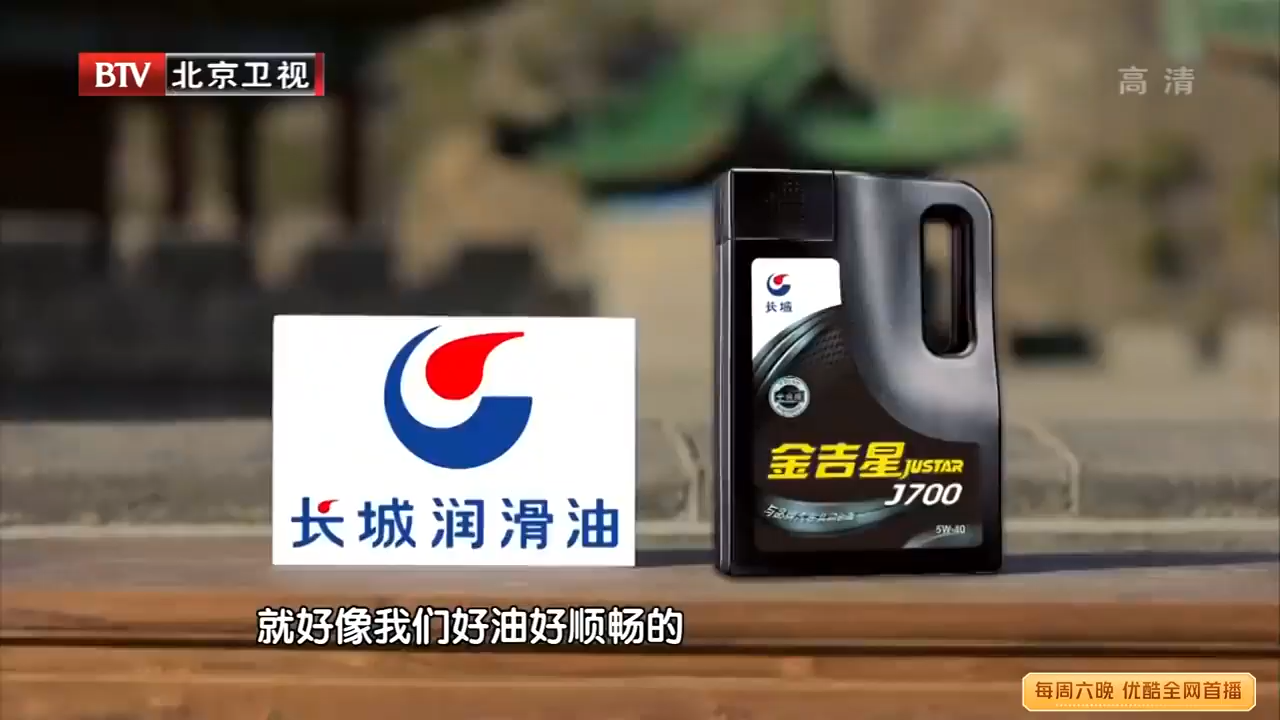 BTV 北京卫视
高清
长城
金吉星 JUSTAR
J700
5W-40
长城润滑油
就好像我们好油好顺畅的
每周六晚 优酷全网首播